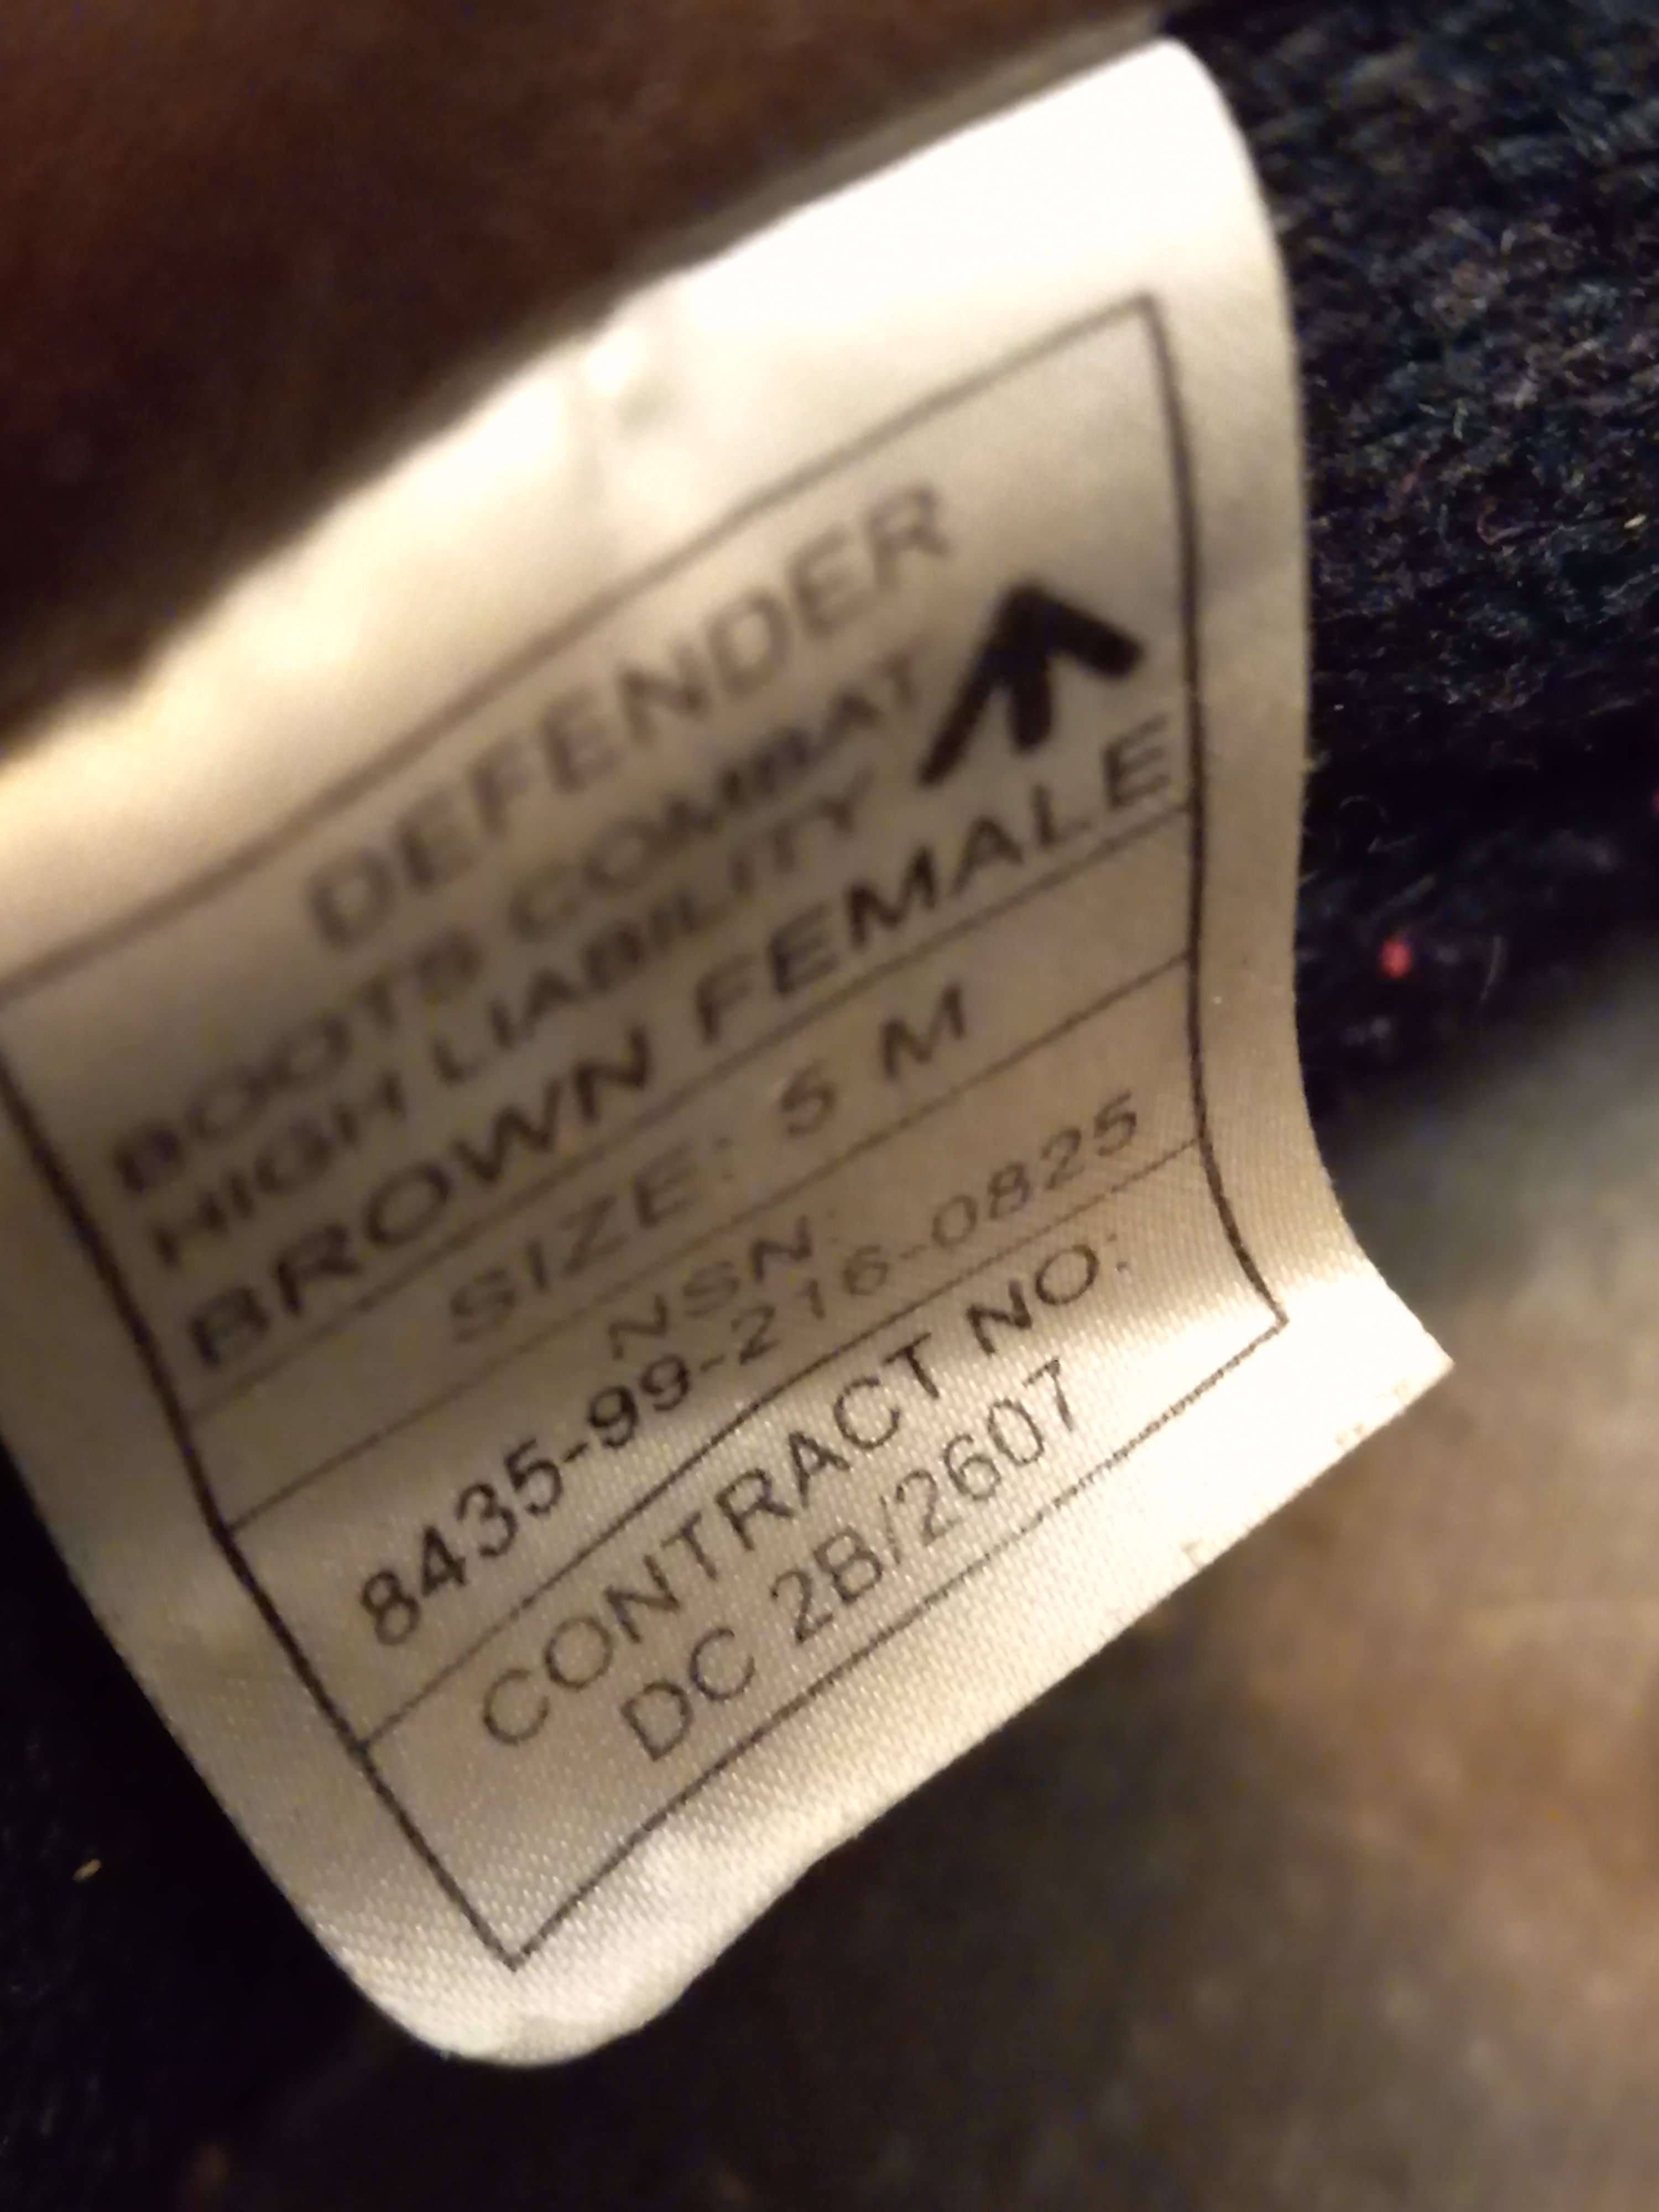 DEFENDER
BOOTS COMBAT
HIGH LIABILITY
BROWN FEMALE
SIZE: 5 M
NSN:
8435-99-216-0825
CONTRACT NO:
DC 2B/2607